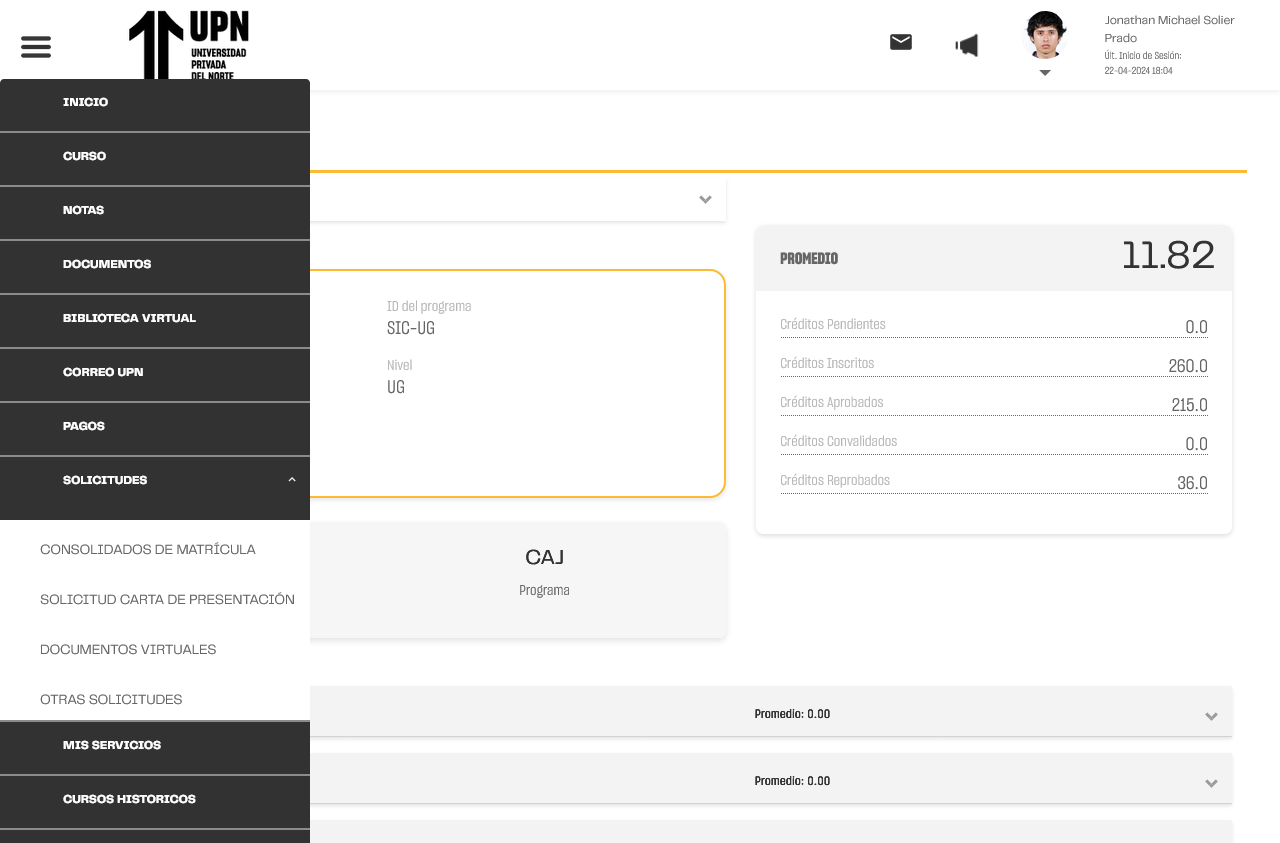 UPN
UNIVERSIDAD
PRIVADA
DEL NORTE
Jonathan Michael Solier
Prado
Últ. Inicio de Sesión:
22-04-2024 18:04
INICIO
CURSO
NOTAS
DOCUMENTOS
BIBLIOTECA VIRTUAL
CORREO UPN
PAGOS
SOLICITUDES
CONSOLIDADOS DE MATRÍCULA
SOLICITUD CARTA DE PRESENTACIÓN
DOCUMENTOS VIRTUALES
OTRAS SOLICITUDES
MIS SERVICIOS
CURSOS HISTORICOS
ID del programa
SIC-UG
Nivel
UG
CAJ
Programa
PROMEDIO 11.82
Créditos Pendientes 0.0
Créditos Inscritos 260.0
Créditos Aprobados 215.0
Créditos Convalidados 0.0
Créditos Reprobados 36.0
Promedio: 0.00
Promedio: 0.00